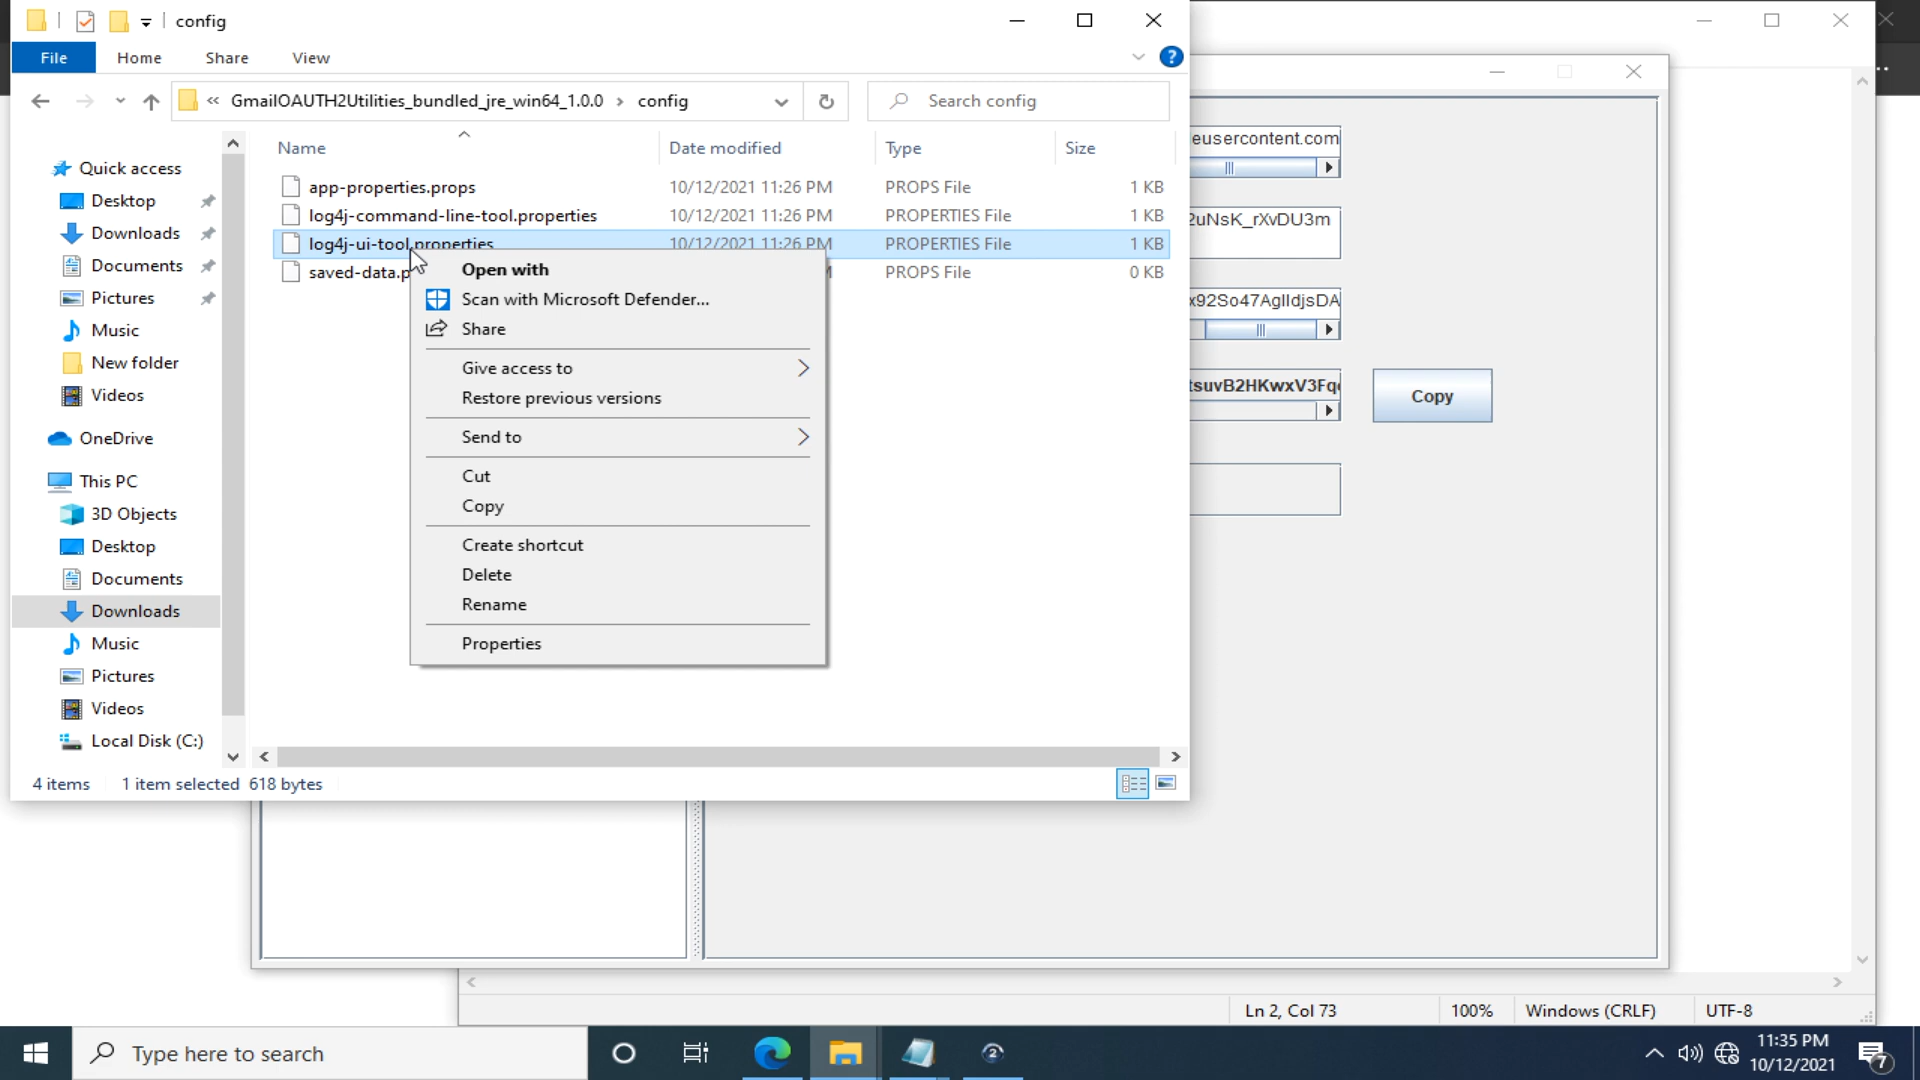 config
File
Home
Share
View
« GmailOAUTH2Utilities_bundled_jre_win64_1.0.0 › config
Search config
Name
Date modified
Type
Size
Quick access
Desktop
Downloads
Documents
Pictures
Music
New folder
Videos
OneDrive
This PC
3D Objects
Desktop
Documents
Downloads
Music
Pictures
Videos
Local Disk (C:)
app-properties.props 10/12/2021 11:26 PM PROPS File 1 KB
log4j-command-line-tool.properties 10/12/2021 11:26 PM PROPERTIES File 1 KB
log4j-ui-tool.properties 10/12/2021 11:26 PM PROPERTIES File 1 KB
saved-data.p PROPS File 0 KB
Open with
Scan with Microsoft Defender...
Share
Give access to
Restore previous versions
Send to
Cut
Copy
Create shortcut
Delete
Rename
Properties
4 items 1 item selected 618 bytes
eusercontent.com
2uNsK_rXvDU3m
Copy
Ln 2, Col 73
100%
Windows (CRLF)
UTF-8
Type here to search
11:35 PM
10/12/2021
7